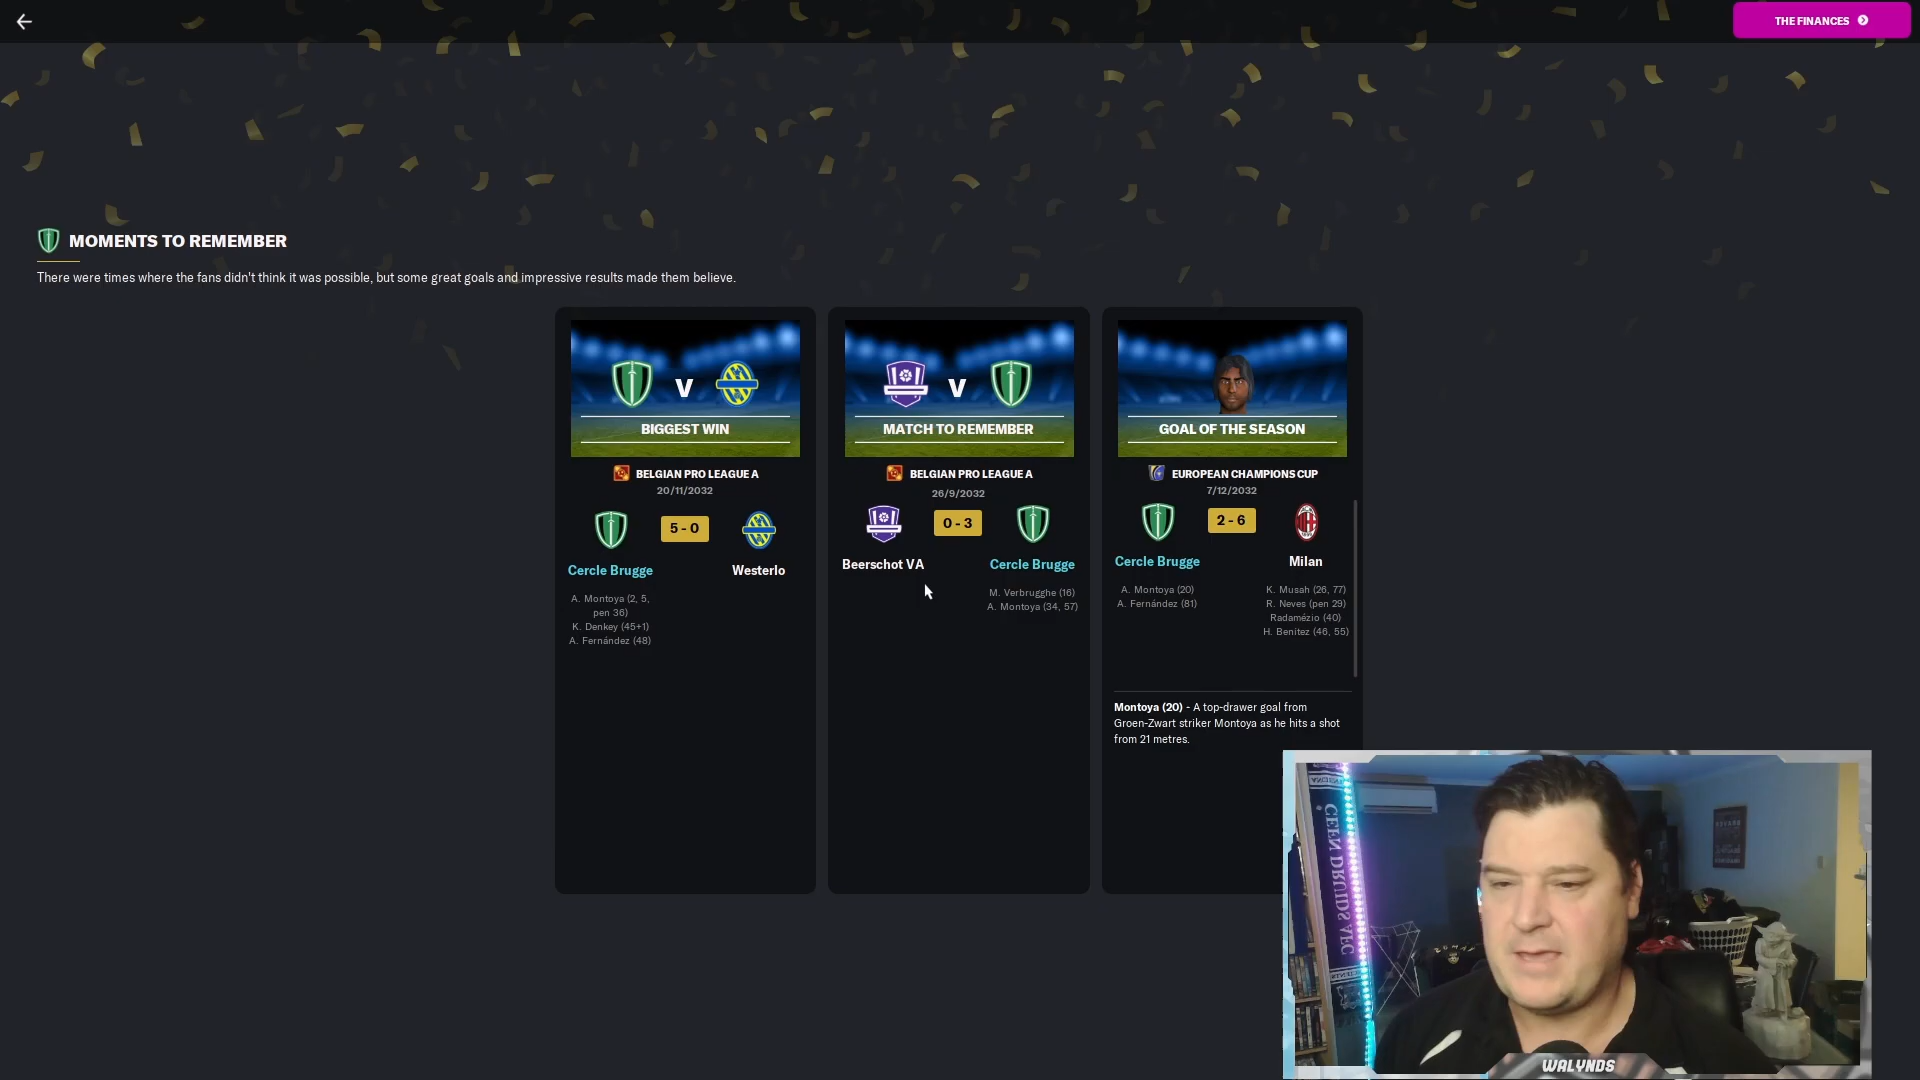 THE FINANCES
MOMENTS TO REMEMBER
There were times where the fans didn't think it was possible, but some great goals and impressive results made them believe.
V
BIGGEST WIN
BELGIAN PRO LEAGUE A
20/11/2032
5 - 0
Cercle Brugge
Westerlo
A. Montoya (2, 5,
pen 36)
K. Denkey (45+1)
A. Fernández (48)
V
MATCH TO REMEMBER
BELGIAN PRO LEAGUE A
26/9/2032
0 - 3
Beerschot VA
Cercle Brugge
M. Verbrugghe (16)
A. Montoya (34, 57)
GOAL OF THE SEASON
EUROPEAN CHAMPIONS CUP
7/12/2032
2 - 6
Cercle Brugge
Milan
A. Montoya (20)
A. Fernández (81)
K. Musah (26, 77)
R. Neves (pen 29)
Radamézio (40)
H. Benítez (46, 55)
Montoya (20) - A top-drawer goal from
Groen-Zwart striker Montoya as he hits a shot
from 21 metres.
CEFN DRUIDS AFC
WALYNDS